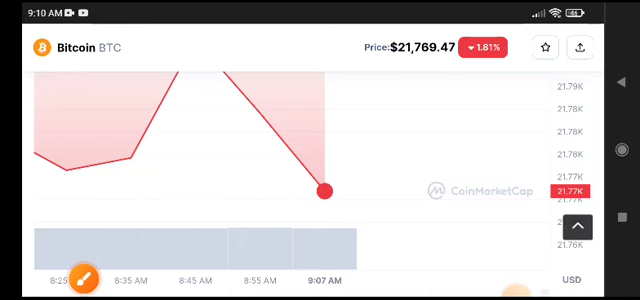 9:10 AM
Bitcoin BTC
Price:$21,769.47 1.81%
21.79K
21.78K
21.78K
21.78K
21.77K
21.77K
21.77K
21.76K
CoinMarketCap
8:35 AM 8:45 AM 8:55 AM 9:07 AM
USD